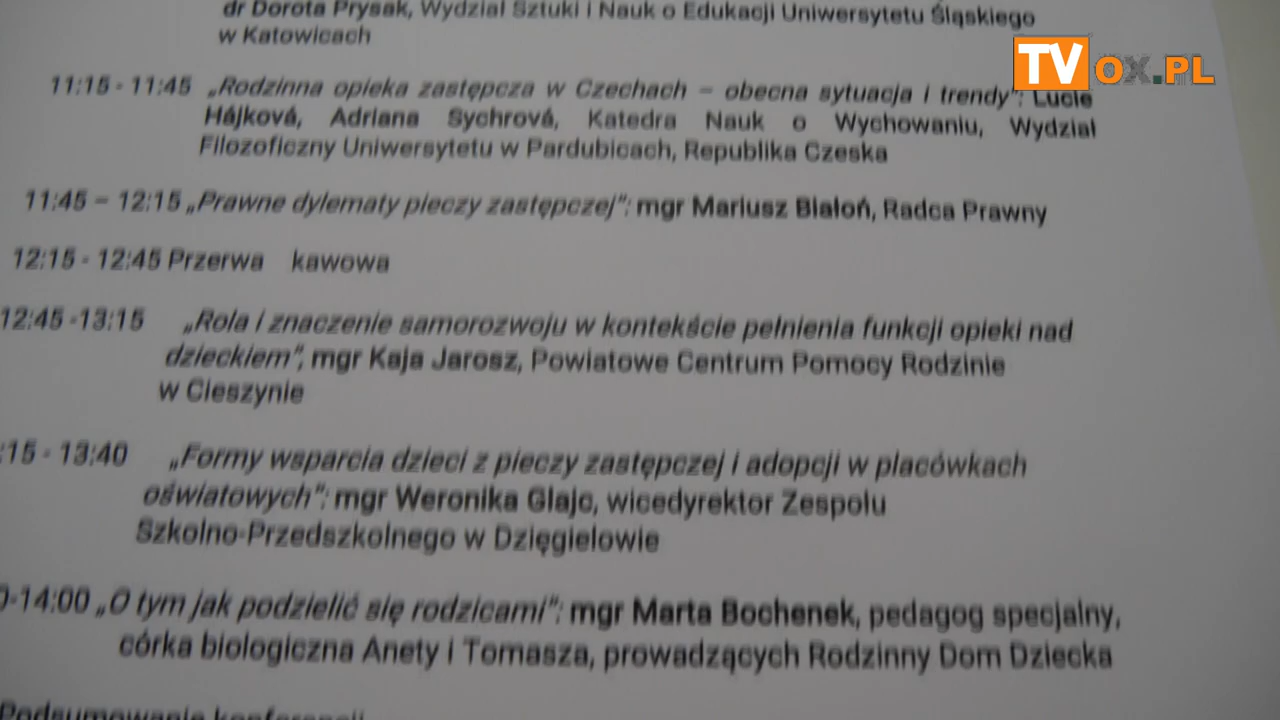 dr Dorota Prysak, Wydział Sztuki i Nauk o Edukacji Uniwersytetu Śląskiego
w Katowicach
TVOX.PL
11:15 - 11:45 „Rodzinna opieka zastępcza w Czechach – obecna sytuacja i trendy”: Lucie
Hájková, Adriana Sychrová, Katedra Nauk o Wychowaniu, Wydział
Filozoficzny Uniwersytetu w Pardubicach, Republika Czeska
11:45 – 12:15 „Prawne dylematy pieczy zastępczej”: mgr Mariusz Białoń, Radca Prawny
12:15 - 12:45 Przerwa kawowa
12:45 -13:15 „Rola i znaczenie samorozwoju w kontekście pełnienia funkcji opieki nad
dzieckiem”, mgr Kaja Jarosz, Powiatowe Centrum Pomocy Rodzinie
w Cieszynie
:15 - 13:40 „Formy wsparcia dzieci z pieczy zastępczej i adopcji w placówkach
oświatowych”: mgr Weronika Glajc, wicedyrektor Zespołu
Szkolno-Przedszkolnego w Dzięgielowie
0-14:00 „O tym jak podzielić się rodzicami”: mgr Marta Bochenek, pedagog specjalny,
córka biologiczna Anety i Tomasza, prowadzących Rodzinny Dom Dziecka
Podsumowanie konferencji